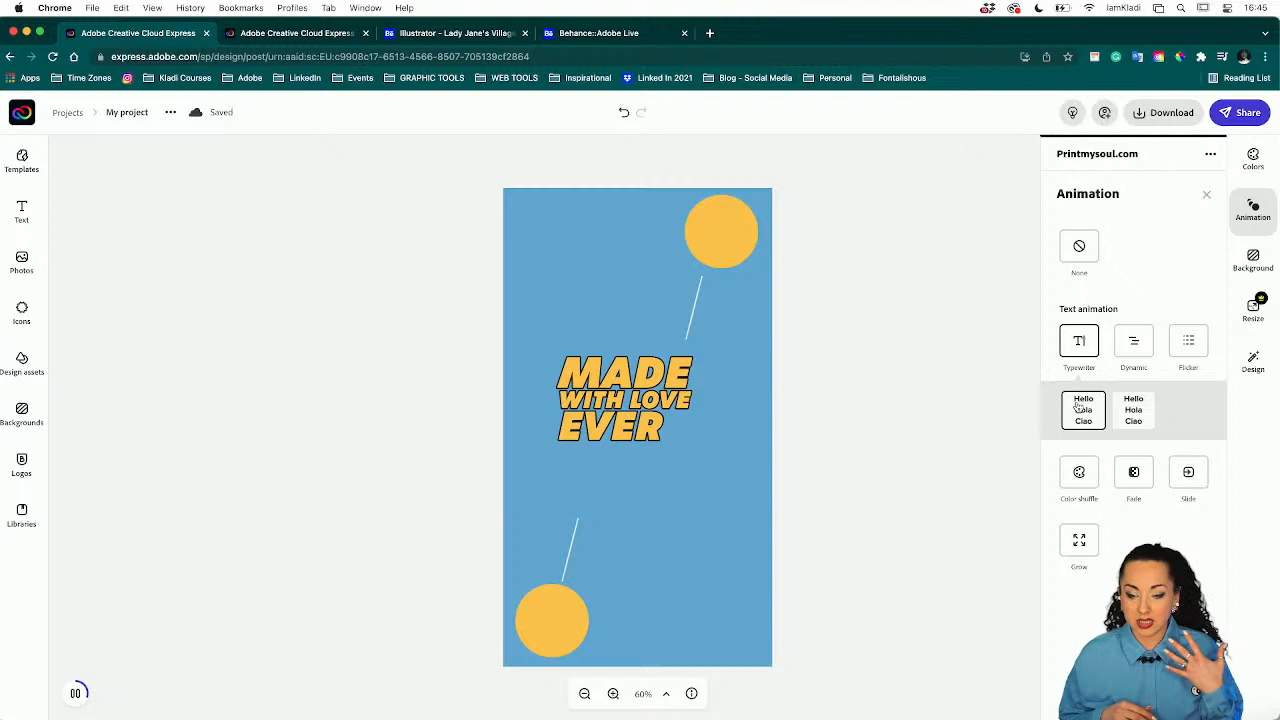 Chrome File Edit View History Bookmarks Profiles Tab Window Help IamKladi 16:45
Adobe Creative Cloud Express Adobe Creative Cloud Express Illustrator - Lady Jane's Village Behance::Adobe Live
express.adobe.com/sp/design/post/urn:aaid:sc:EU:c9908c17-6513-4566-8507-705139cf2864
Apps Time Zones Kladi Courses Adobe LinkedIn Events GRAPHIC TOOLS WEB TOOLS Inspirational Linked In 2021 Blog - Social Media Personal Fontalishous Reading List
Projects My project Saved Download Share
Templates
Text
Photos
Icons
Design assets
Backgrounds
Logos
Libraries
MADE
WITH LOVE
EVER
00
60%
Printmysoul.com
Animation
None
Text animation
Typewriter Dynamic Flicker
Hello
Hola
Ciao
Hello
Hola
Ciao
Color shuffle Fade Slide
Grow
Colors
Animation
Background
Resize
Design